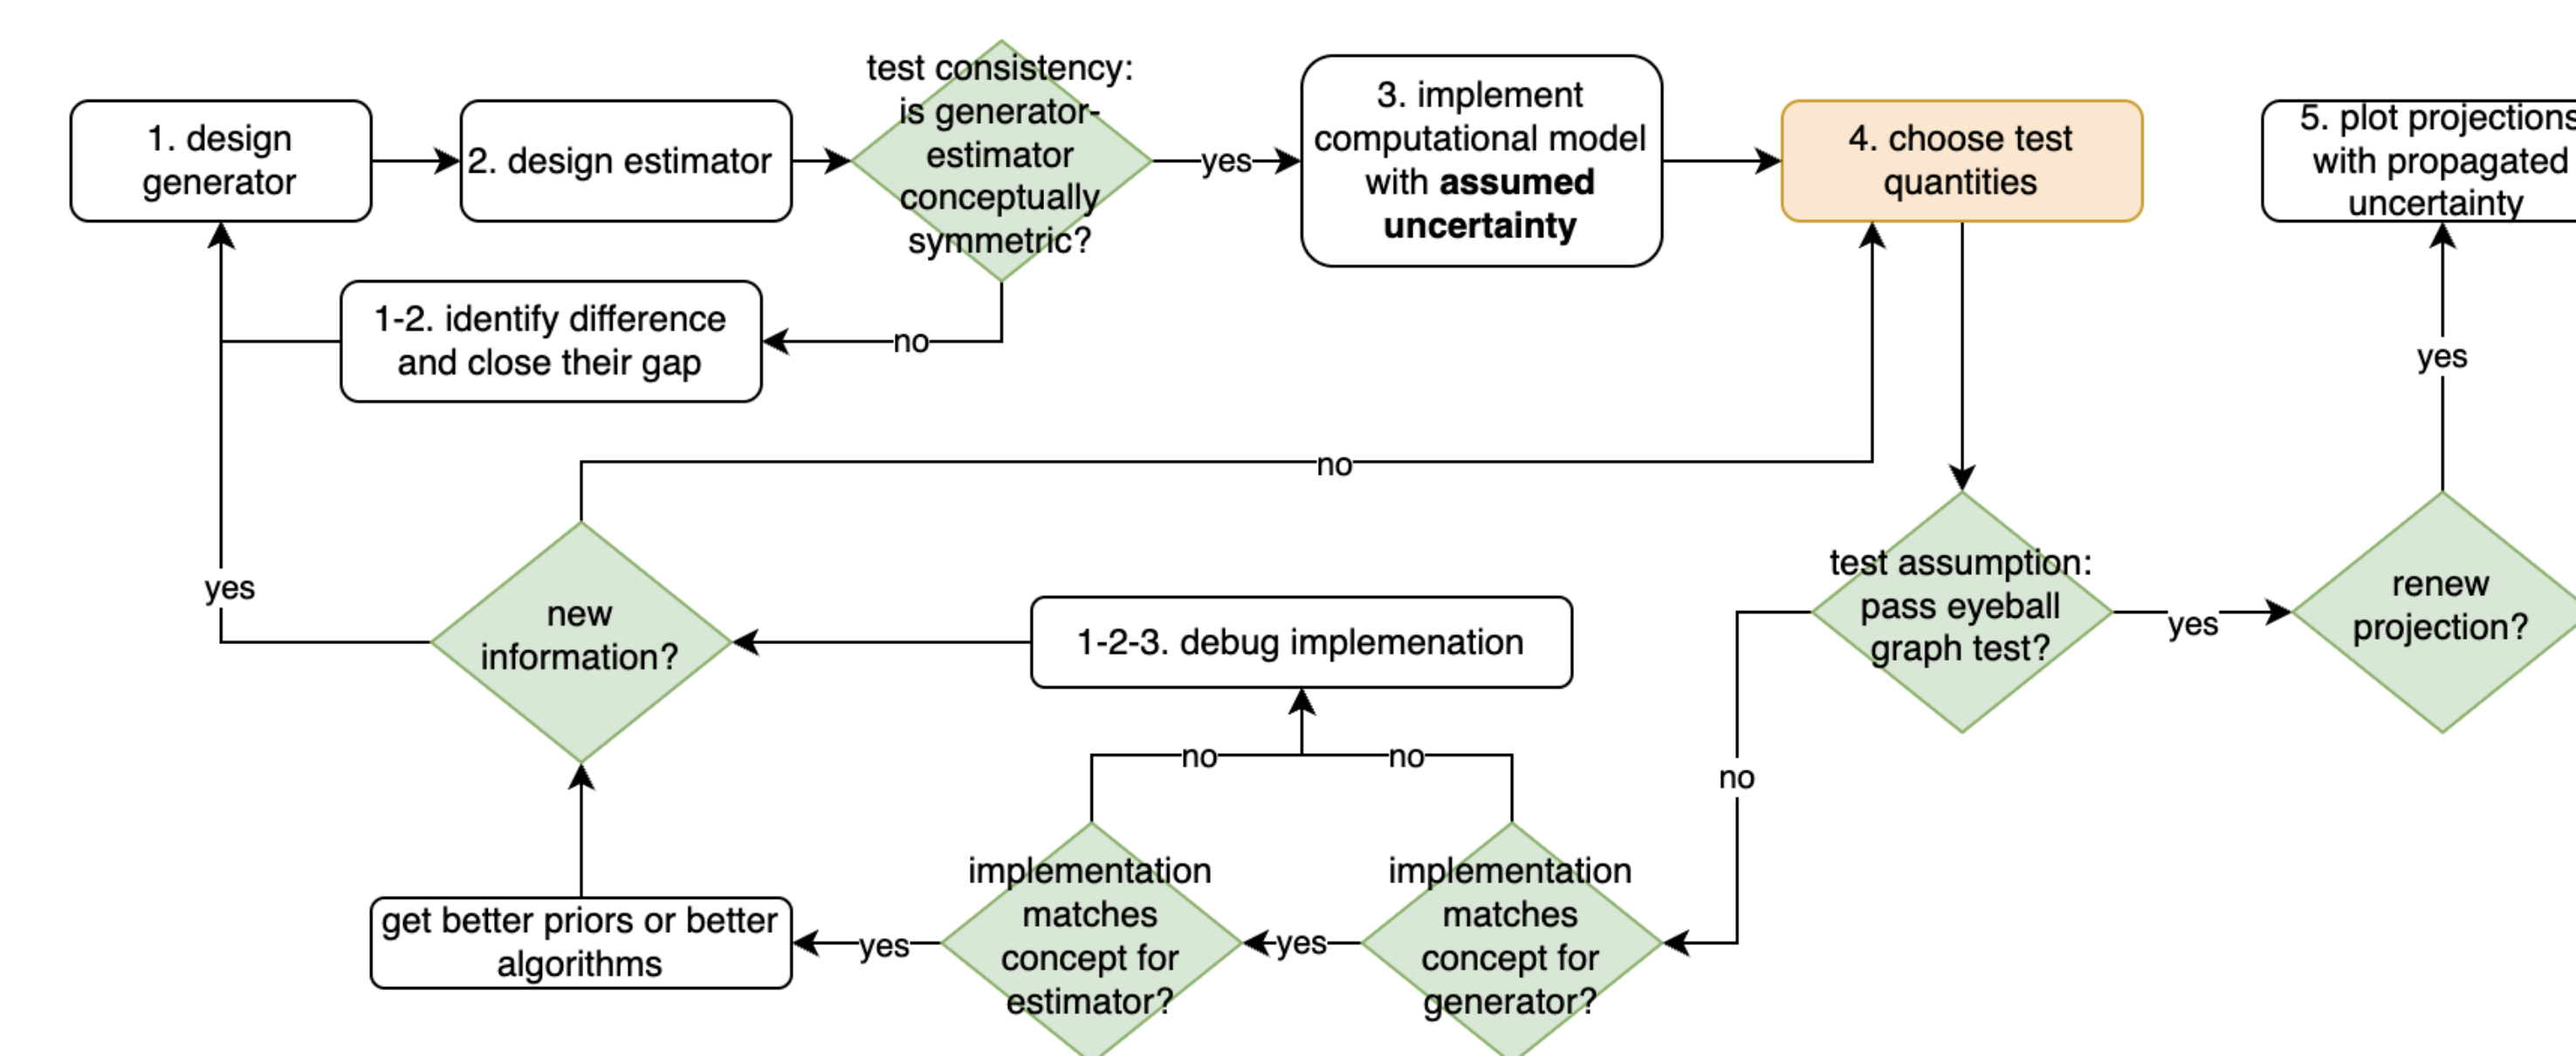 1. design
generator
2. design estimator
test consistency:
is generator-
estimator
conceptually
symmetric?
yes
3. implement
computational model
with assumed
uncertainty
4. choose test
quantities
5. plot projections
with propagated
uncertainty
1-2. identify difference
and close their gap
no
yes
no
yes
new
information?
1-2-3. debug implemenation
test assumption:
pass eyeball
graph test?
yes
renew
projection?
no
no
no
get better priors or better
algorithms
yes
implementation
matches
concept for
estimator?
yes
implementation
matches
concept for
generator?